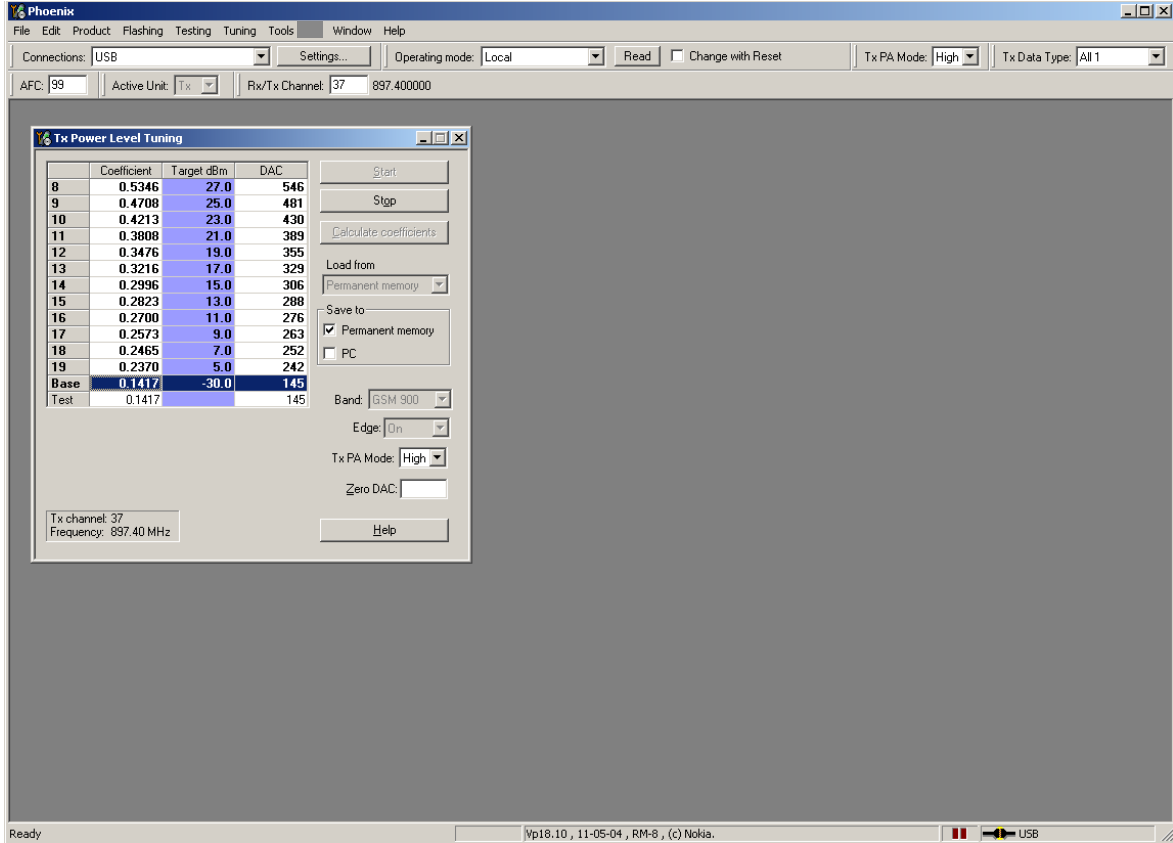 Phoenix
File Edit Product Flashing Testing Tuning Tools Window Help
Connections: USB Settings... Operating mode: Local Read Change with Reset Tx PA Mode: High Tx Data Type: All 1
AFC: 99 Active Unit: Tx Rx/Tx Channel: 37 897.400000
Tx Power Level Tuning
Coefficient Target dBm DAC
8 0.5346 27.0 546
9 0.4708 25.0 481
10 0.4213 23.0 430
11 0.3808 21.0 389
12 0.3476 19.0 355
13 0.3216 17.0 329
14 0.2996 15.0 306
15 0.2823 13.0 288
16 0.2700 11.0 276
17 0.2573 9.0 263
18 0.2465 7.0 252
19 0.2370 5.0 242
Base 0.1417 -30.0 145
Test 0.1417 145
Start
Stop
Calculate coefficients
Load from
Permanent memory
Save to
Permanent memory
PC
Band: GSM 900
Edge: On
Tx PA Mode: High
Zero DAC:
Help
Tx channel: 37
Frequency: 897.40 MHz
Ready Vp18.10 , 11-05-04 , RM-8 , (c) Nokia. USB